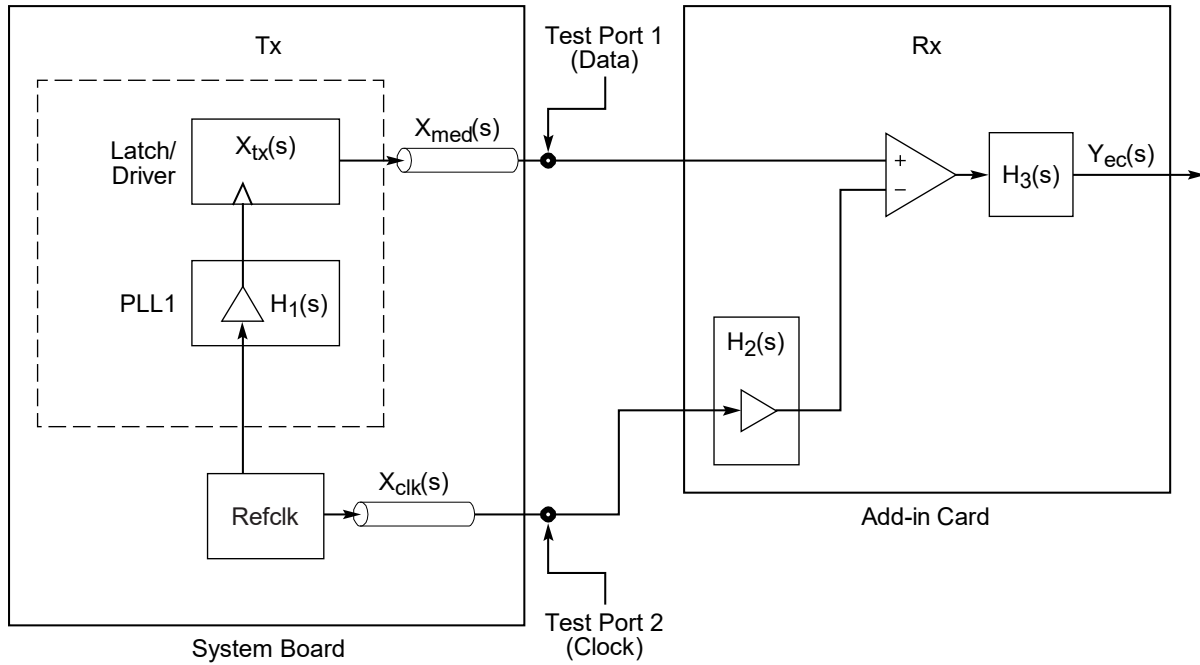 Tx
Test Port 1
(Data)
Rx
Latch/
Driver
Xtx(s)
Xmed(s)
+
−
H3(s)
Yec(s)
PLL1
H1(s)
H2(s)
Refclk
Xclk(s)
Add-in Card
Test Port 2
(Clock)
System Board